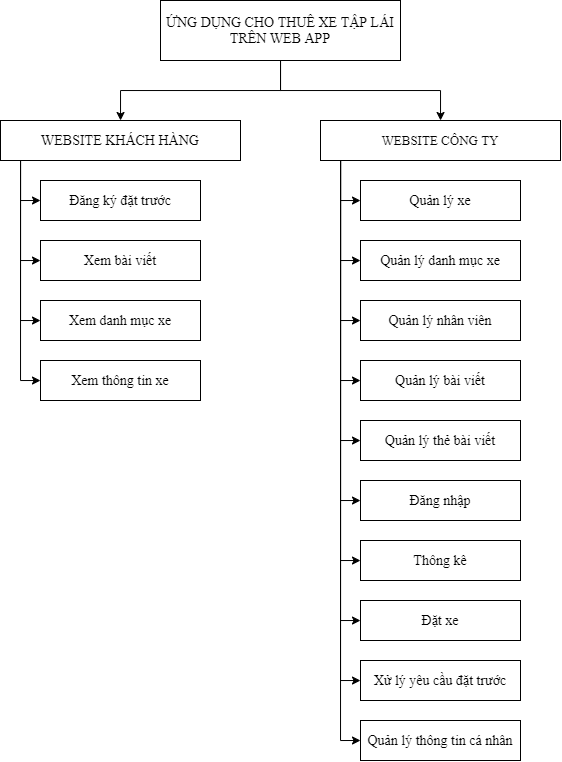 ỨNG DỤNG CHO THUÊ XE TẬP LÁI
TRÊN WEB APP
WEBSITE KHÁCH HÀNG
Đăng ký đặt trước
Xem bài viết
Xem danh mục xe
Xem thông tin xe
WEBSITE CÔNG TY
Quản lý xe
Quản lý danh mục xe
Quản lý nhân viên
Quản lý bài viết
Quản lý thẻ bài viết
Đăng nhập
Thông kê
Đặt xe
Xử lý yêu cầu đặt trước
Quản lý thông tin cá nhân